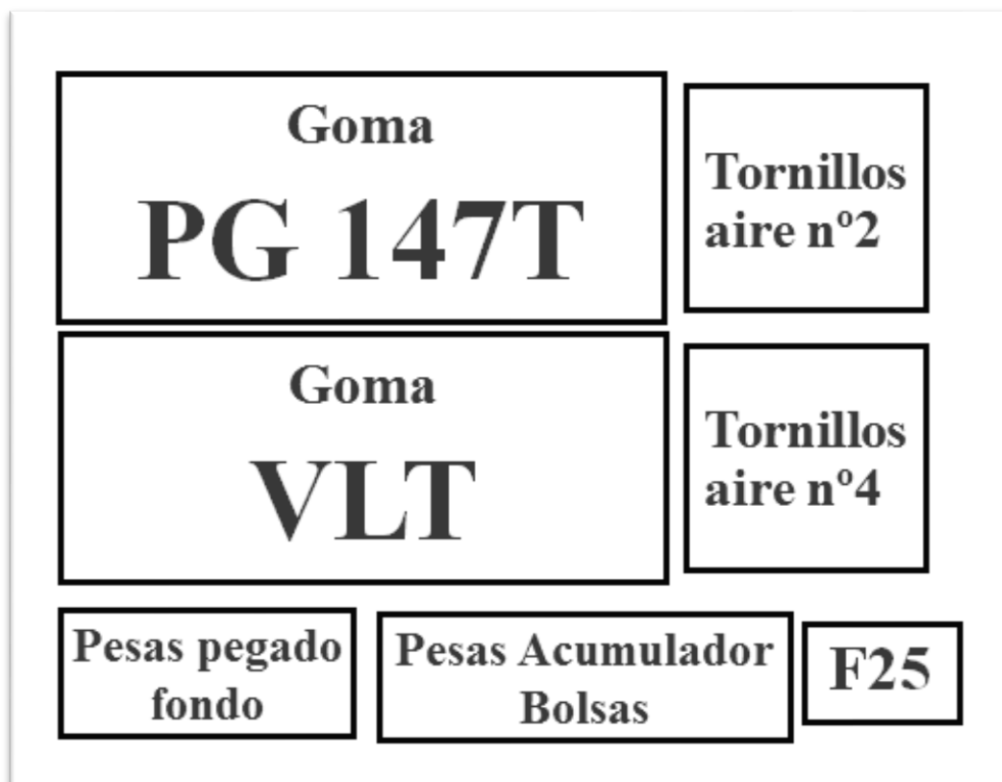 Goma
PG 147T
Tornillos
aire nº2
Goma
VLT
Tornillos
aire nº4
Pesas pegado
fondo
Pesas Acumulador
Bolsas
F25